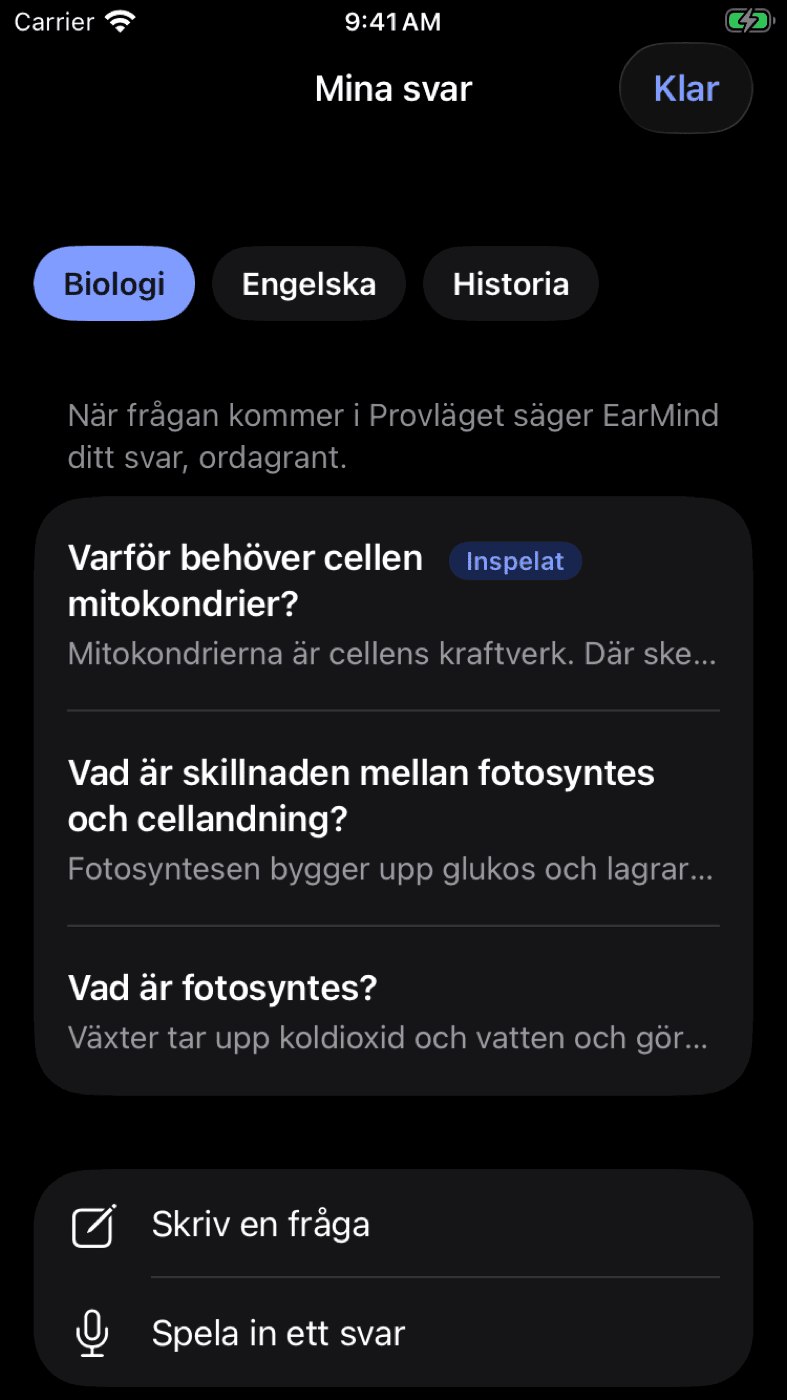 Carrier 9:41 AM
Mina svar
Klar
Biologi Engelska Historia
När frågan kommer i Provläget säger EarMind
ditt svar, ordagrant.
Varför behöver cellen Inspelat
mitokondrier?
Mitokondrierna är cellens kraftverk. Där ske...
Vad är skillnaden mellan fotosyntes
och cellandning?
Fotosyntesen bygger upp glukos och lagrar...
Vad är fotosyntes?
Växter tar upp koldioxid och vatten och gör...
Skriv en fråga
Spela in ett svar